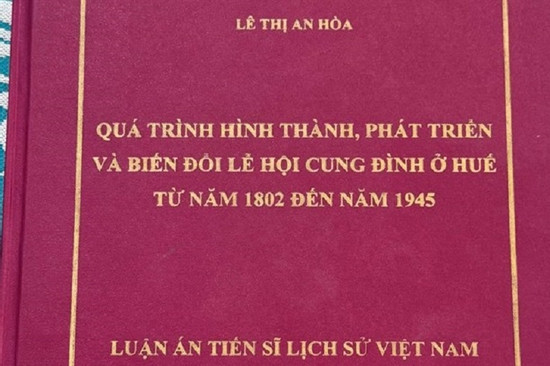 LÊ THỊ AN HÒA
QUÁ TRÌNH HÌNH THÀNH, PHÁT TRIỂN
VÀ BIẾN ĐỔI LỄ HỘI CUNG ĐÌNH Ở HUẾ
TỪ NĂM 1802 ĐẾN NĂM 1945
LUẬN ÁN TIẾN SĨ LỊCH SỬ VIỆT NAM